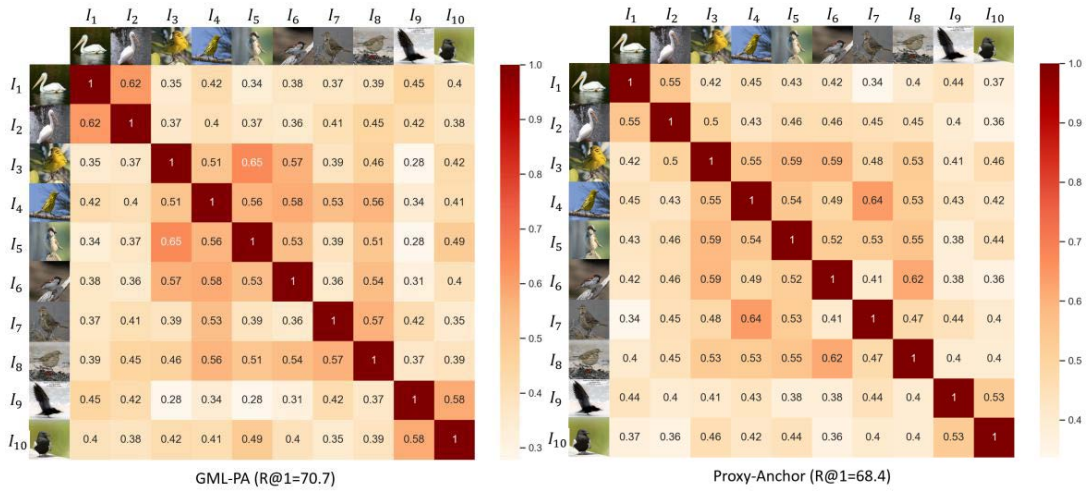 I1 I2 I3 I4 I5 I6 I7 I8 I9 I10
I1 1 0.62 0.35 0.42 0.34 0.38 0.37 0.39 0.45 0.4
I2 0.62 1 0.37 0.4 0.37 0.36 0.41 0.45 0.42 0.38
I3 0.35 0.37 1 0.51 0.65 0.57 0.39 0.46 0.28 0.42
I4 0.42 0.4 0.51 1 0.56 0.58 0.53 0.56 0.34 0.41
I5 0.34 0.37 0.65 0.56 1 0.53 0.39 0.51 0.28 0.49
I6 0.38 0.36 0.57 0.58 0.53 1 0.36 0.54 0.31 0.4
I7 0.37 0.41 0.39 0.53 0.39 0.36 1 0.57 0.42 0.35
I8 0.39 0.45 0.46 0.56 0.51 0.54 0.57 1 0.37 0.39
I9 0.45 0.42 0.28 0.34 0.28 0.31 0.42 0.37 1 0.58
I10 0.4 0.38 0.42 0.41 0.49 0.4 0.35 0.39 0.58 1
1.0
0.9
0.8
0.7
0.6
0.5
0.4
0.3
GML-PA (R@1=70.7)
I1 I2 I3 I4 I5 I6 I7 I8 I9 I10
I1 1 0.55 0.42 0.45 0.43 0.42 0.34 0.4 0.44 0.37
I2 0.55 1 0.5 0.43 0.46 0.46 0.45 0.45 0.4 0.36
I3 0.42 0.5 1 0.55 0.59 0.59 0.48 0.53 0.41 0.46
I4 0.45 0.43 0.55 1 0.54 0.49 0.64 0.53 0.43 0.42
I5 0.43 0.46 0.59 0.54 1 0.52 0.53 0.55 0.38 0.44
I6 0.42 0.46 0.59 0.49 0.52 1 0.41 0.62 0.38 0.36
I7 0.34 0.45 0.48 0.64 0.53 0.41 1 0.47 0.44 0.4
I8 0.4 0.45 0.53 0.53 0.55 0.62 0.47 1 0.4 0.4
I9 0.44 0.4 0.41 0.43 0.38 0.38 0.44 0.4 1 0.53
I10 0.37 0.36 0.46 0.42 0.44 0.36 0.4 0.4 0.53 1
1.0
0.9
0.8
0.7
0.6
0.5
0.4
Proxy-Anchor (R@1=68.4)